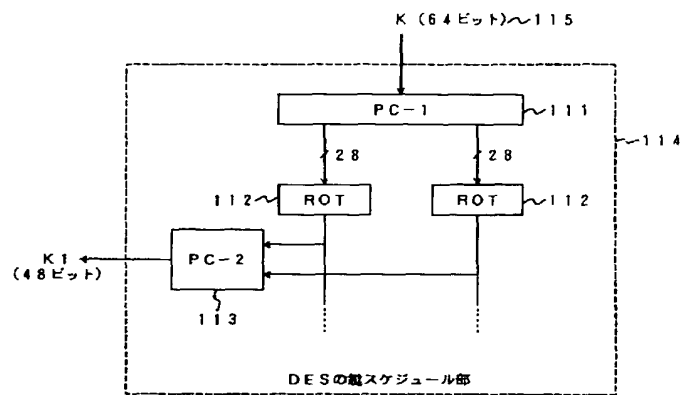 K (64ビット) 115
PC-1
111
114
28
28
112
ROT
ROT
112
K1
(48ビット)
PC-2
113
DESの鍵スケジュール部